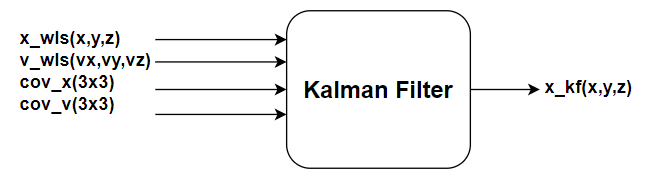 x_wls(x,y,z)
v_wls(vx,vy,vz)
cov_x(3x3)
cov_v(3x3)
Kalman Filter
x_kf(x,y,z)